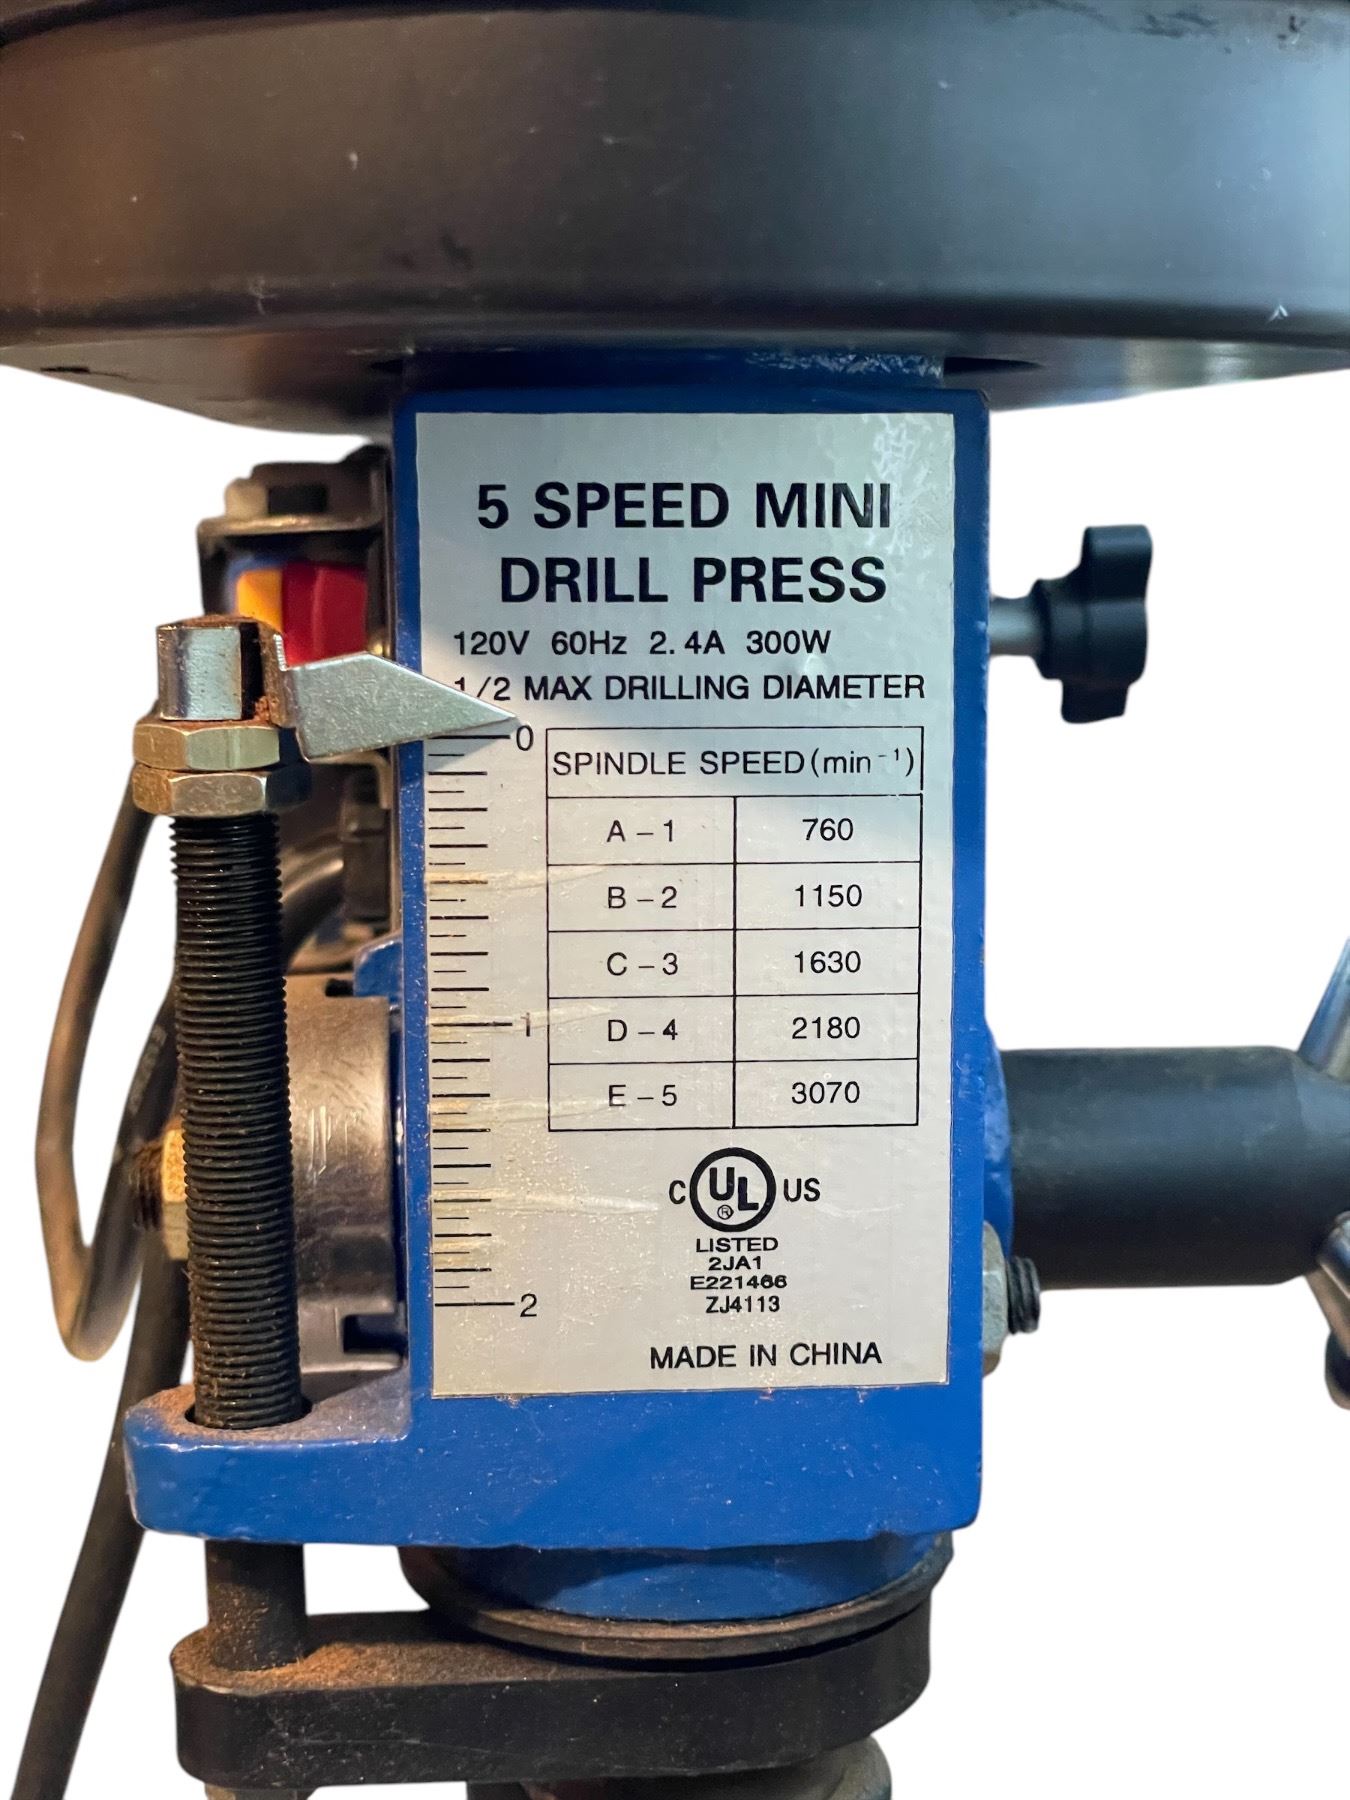 5 SPEED MINI
DRILL PRESS
120V 60Hz 2.4A 300W
1/2 MAX DRILLING DIAMETER
0
SPINDLE SPEED (min⁻¹)
A – 1 760
B – 2 1150
C – 3 1630
1
D – 4 2180
E – 5 3070
C UL US
®
LISTED
2JA1
E221466
2
ZJ4113
MADE IN CHINA